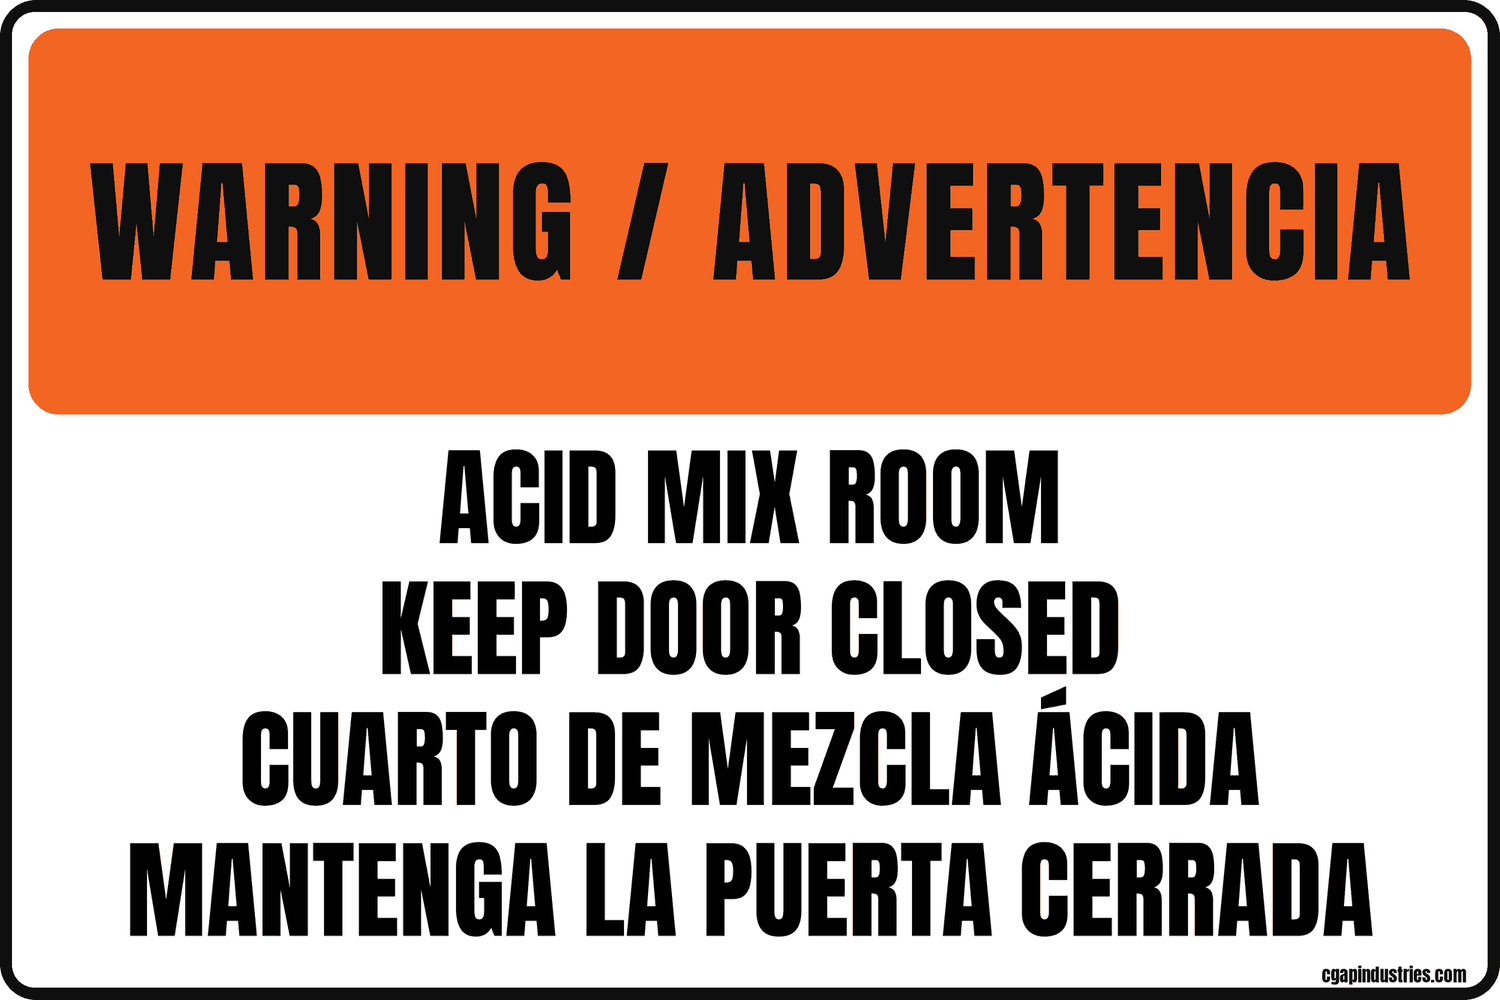 WARNING / ADVERTENCIA
ACID MIX ROOM
KEEP DOOR CLOSED
CUARTO DE MEZCLA ÁCIDA
MANTENGA LA PUERTA CERRADA
cgapindustries.com